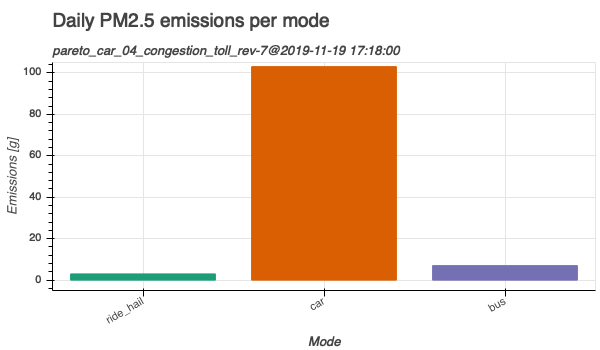 Daily PM2.5 emissions per mode
pareto_car_04_congestion_toll_rev-7@2019-11-19 17:18:00
Emissions [g]
100
80
60
40
20
0
ride_hail
car
bus
Mode